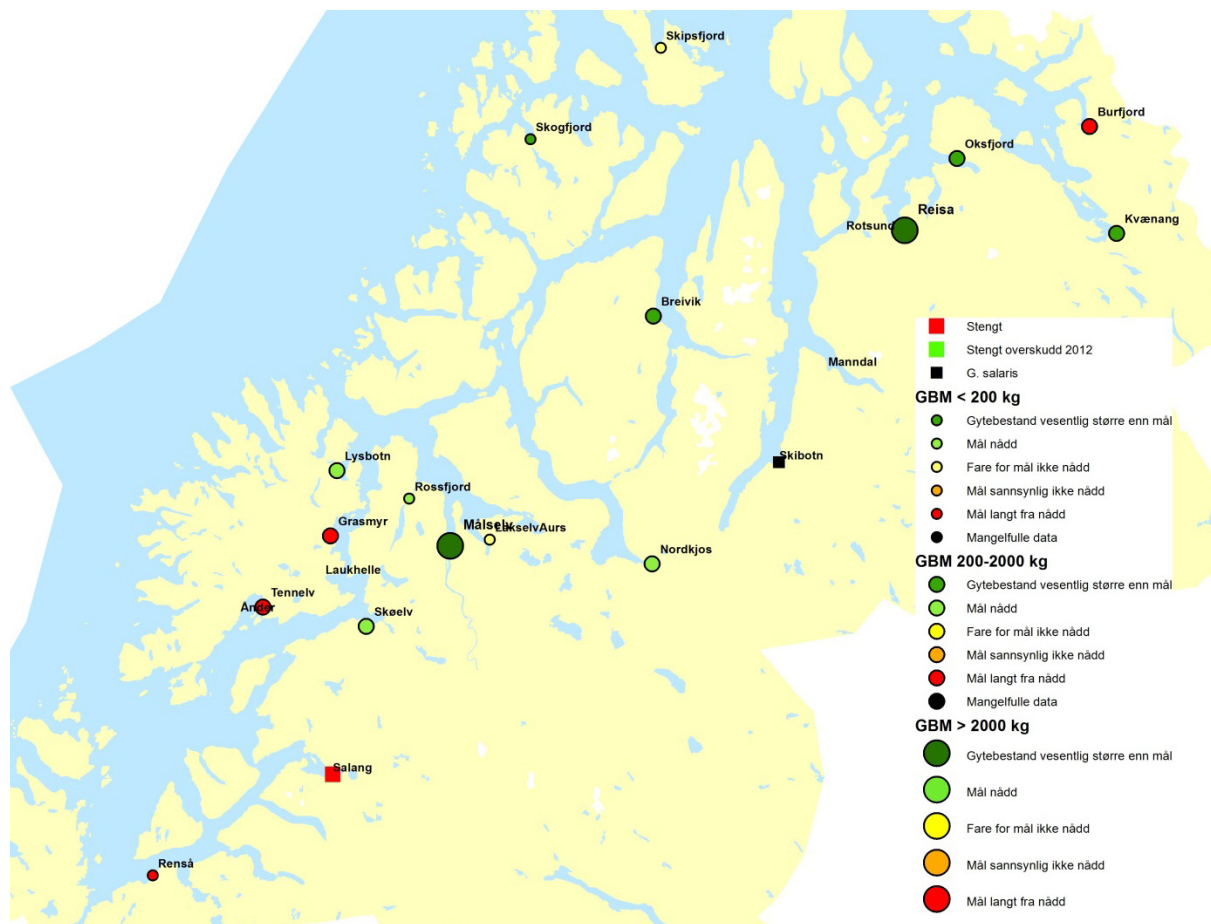 Skipsfjord
Burfjord
Skogfjord
Oksfjord
Reisa
Rotsund
Kvænang
Breivik
Stengt
Stengt overskudd 2012
G. salaris
GBM < 200 kg
Gytebestand vesentlig større enn mål
Mål nådd
Fare for mål ikke nådd
Mål sannsynlig ikke nådd
Mål langt fra nådd
Mangelfulle data
GBM 200-2000 kg
Gytebestand vesentlig større enn mål
Mål nådd
Fare for mål ikke nådd
Mål sannsynlig ikke nådd
Mål langt fra nådd
Mangelfulle data
GBM > 2000 kg
Gytebestand vesentlig større enn mål
Mål nådd
Fare for mål ikke nådd
Mål sannsynlig ikke nådd
Mål langt fra nådd
Manndal
Skibotn
Lysbotn
Rossfjord
Grasmyr
Målselv
LakselvAurs
Nordkjos
Laukhelle
Tennelv
Ånder
Skøelv
Salang
Renså